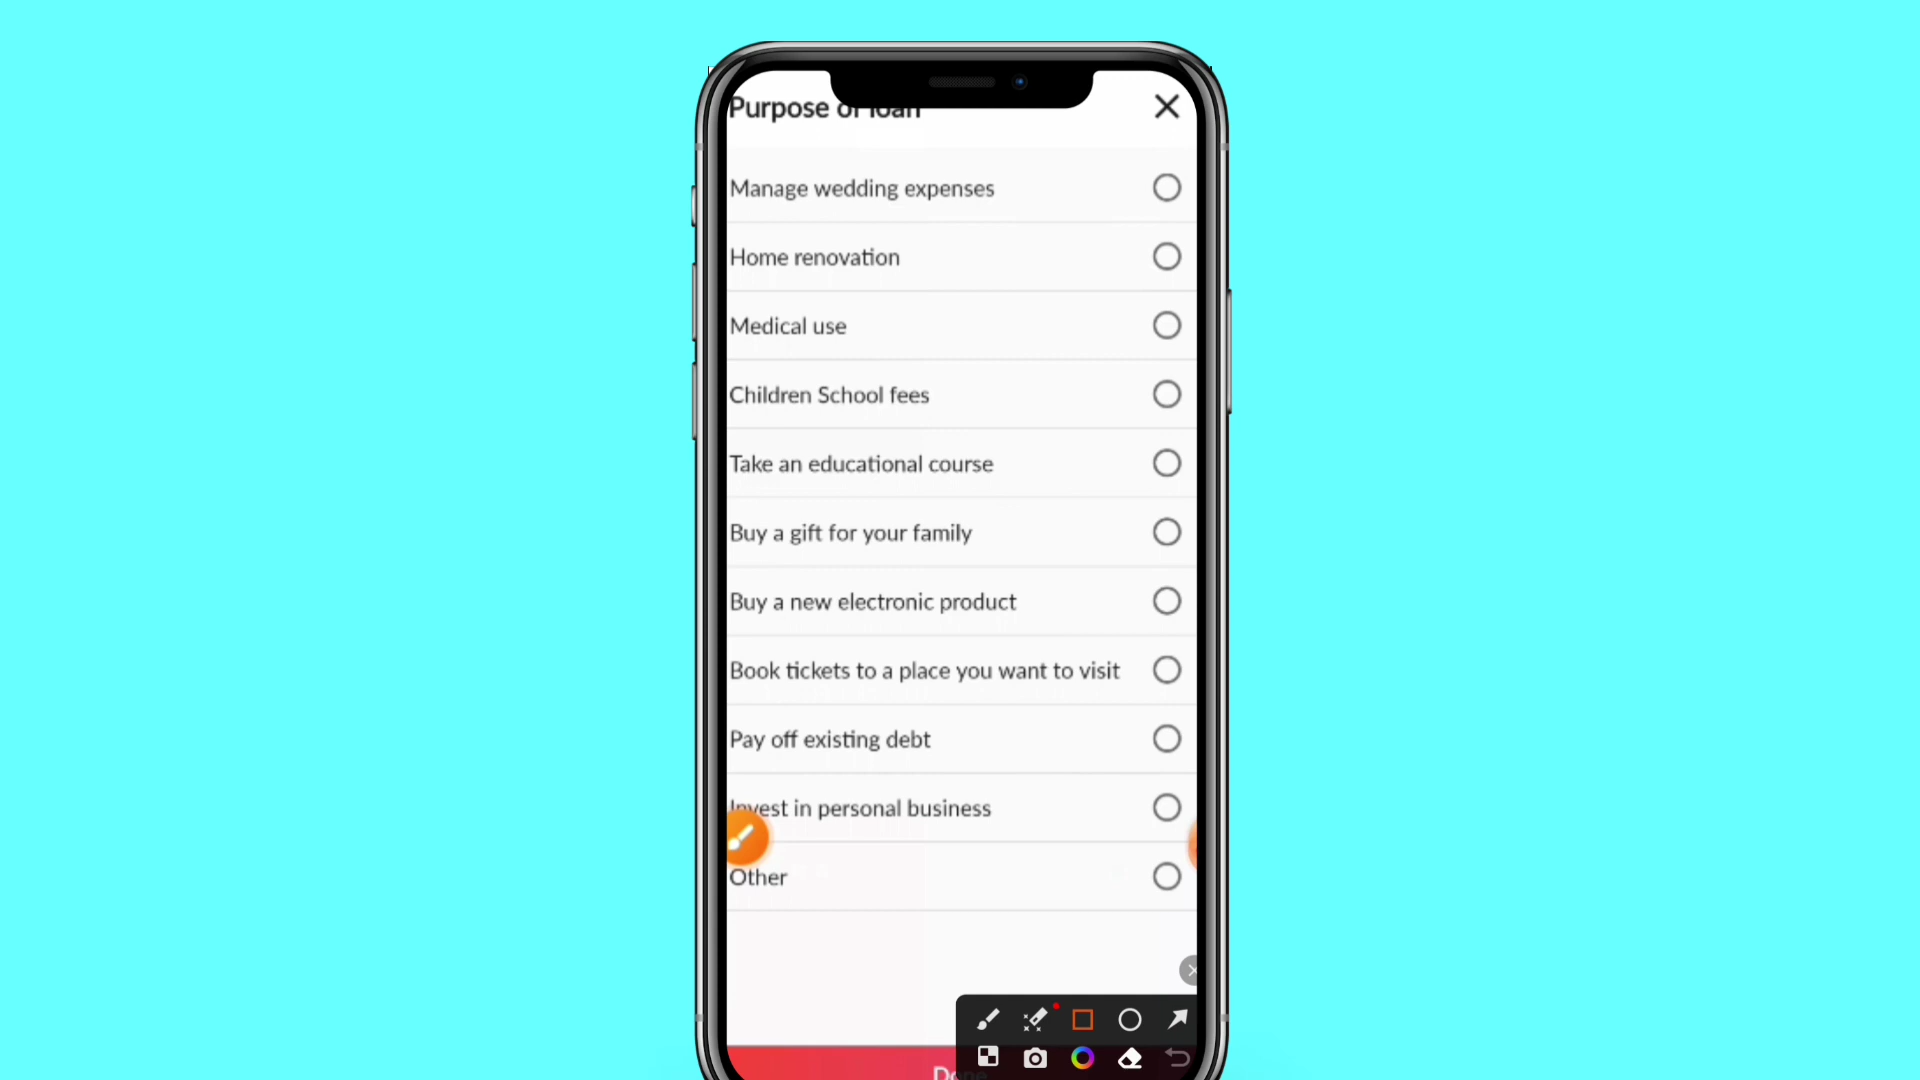 Purpose of loan
Manage wedding expenses
Home renovation
Medical use
Children School fees
Take an educational course
Buy a gift for your family
Buy a new electronic product
Book tickets to a place you want to visit
Pay off existing debt
Invest in personal business
Other
Done